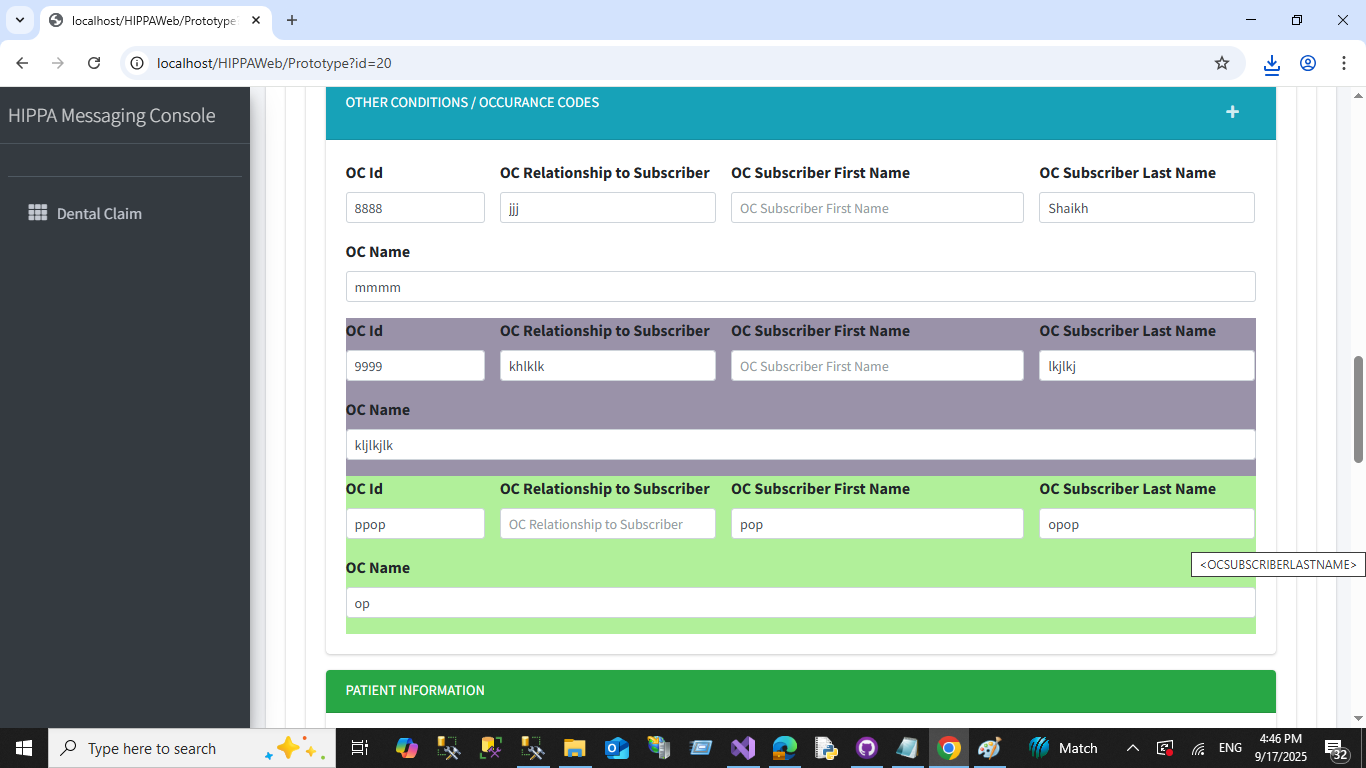 localhost/HIPPAWeb/Prototype
localhost/HIPPAWeb/Prototype?id=20
HIPPA Messaging Console
Dental Claim
OTHER CONDITIONS / OCCURANCE CODES
+
OC Id OC Relationship to Subscriber OC Subscriber First Name OC Subscriber Last Name
8888 jjj OC Subscriber First Name Shaikh
OC Name
mmmm
OC Id OC Relationship to Subscriber OC Subscriber First Name OC Subscriber Last Name
9999 khlklk OC Subscriber First Name lkjlkj
OC Name
kljlkjlk
OC Id OC Relationship to Subscriber OC Subscriber First Name OC Subscriber Last Name
ppop OC Relationship to Subscriber pop opop
<OCSUBSCRIBERLASTNAME>
OC Name
op
PATIENT INFORMATION
Type here to search
Match
ENG
4:46 PM
9/17/2025
32